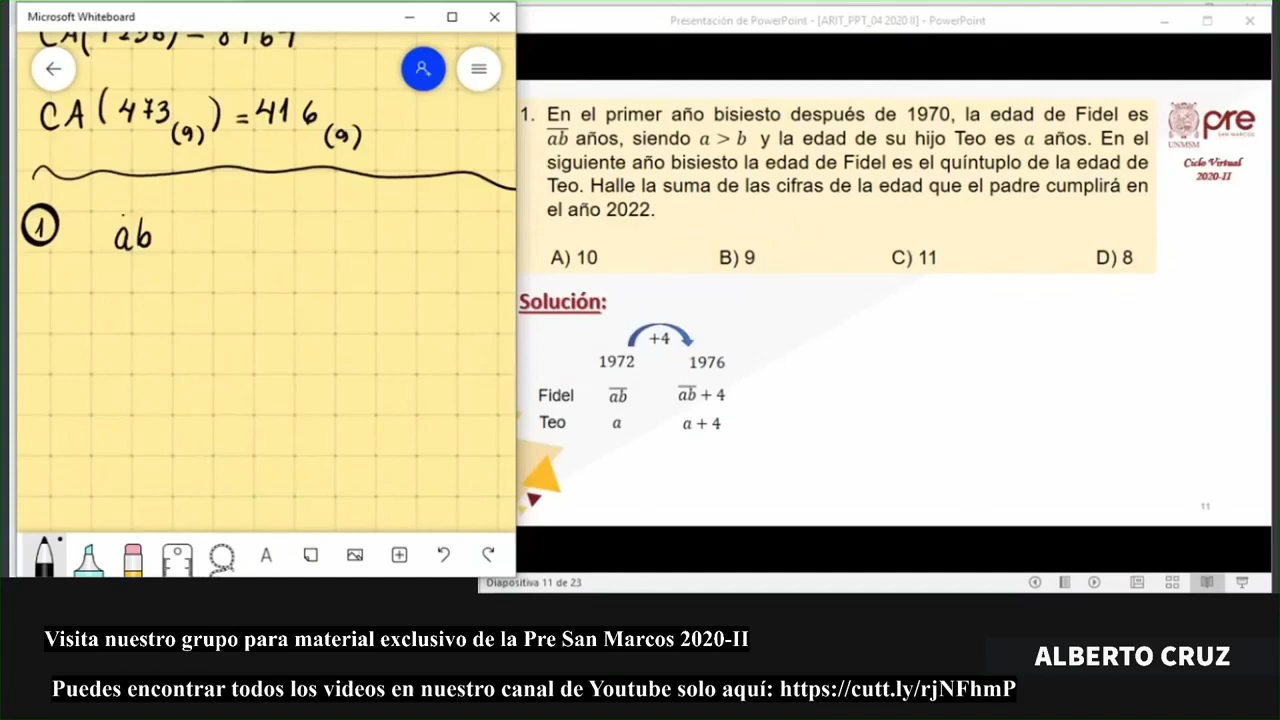 Microsoft Whiteboard
CA(473(9)) = 416(9)
1 ab
Presentación de PowerPoint - [ARIT_PPT_04 2020 II] - PowerPoint
1. En el primer año bisiesto después de 1970, la edad de Fidel es
ab años, siendo a > b y la edad de su hijo Teo es a años. En el
siguiente año bisiesto la edad de Fidel es el quíntuplo de la edad de
Teo. Halle la suma de las cifras de la edad que el padre cumplirá en
el año 2022.
A) 10 B) 9 C) 11 D) 8
UNMSM
pre
SAN MARCOS
Ciclo Virtual
2020-II
Solución:
+4
1972 1976
Fidel ab ab + 4
Teo a a + 4
11
Diapositiva 11 de 23
Visita nuestro grupo para material exclusivo de la Pre San Marcos 2020-II
ALBERTO CRUZ
Puedes encontrar todos los videos en nuestro canal de Youtube solo aquí: https://cutt.ly/rjNFhmP